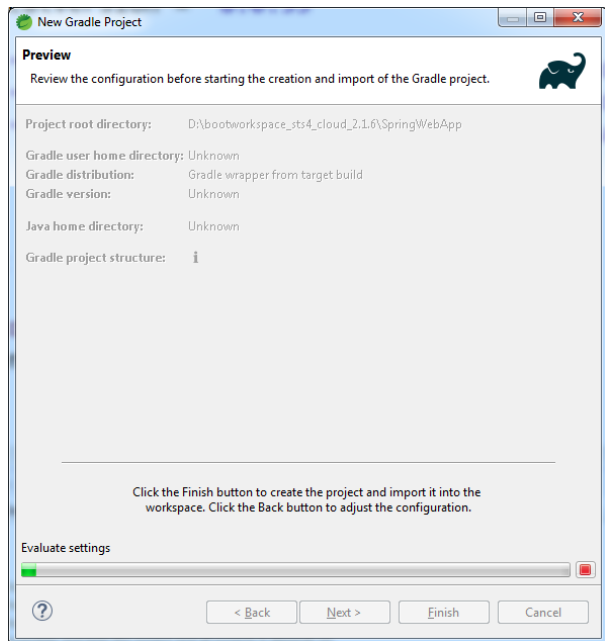 New Gradle Project
Preview
Review the configuration before starting the creation and import of the Gradle project.
Project root directory: D:\bootworkspace_sts4_cloud_2.1.6\SpringWebApp
Gradle user home directory: Unknown
Gradle distribution: Gradle wrapper from target build
Gradle version: Unknown
Java home directory: Unknown
Gradle project structure: i
Click the Finish button to create the project and import it into the
workspace. Click the Back button to adjust the configuration.
Evaluate settings
? < Back Next > Finish Cancel